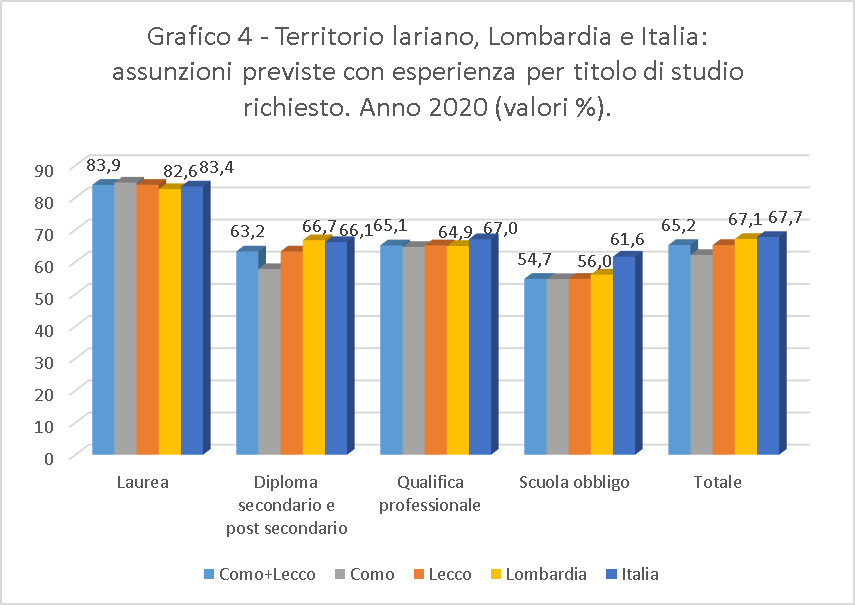 Grafico 4 - Territorio lariano, Lombardia e Italia:
assunzioni previste con esperienza per titolo di studio
richiesto. Anno 2020 (valori %).
90
80
70
60
50
40
30
20
10
0
83,9 82,6 83,4
63,2 66,7 66,1
65,1 64,9 67,0
54,7 56,0 61,6
65,2 67,1 67,7
Laurea
Diploma
secondario e
post secondario
Qualifica
professionale
Scuola obbligo
Totale
Como+Lecco Como Lecco Lombardia Italia